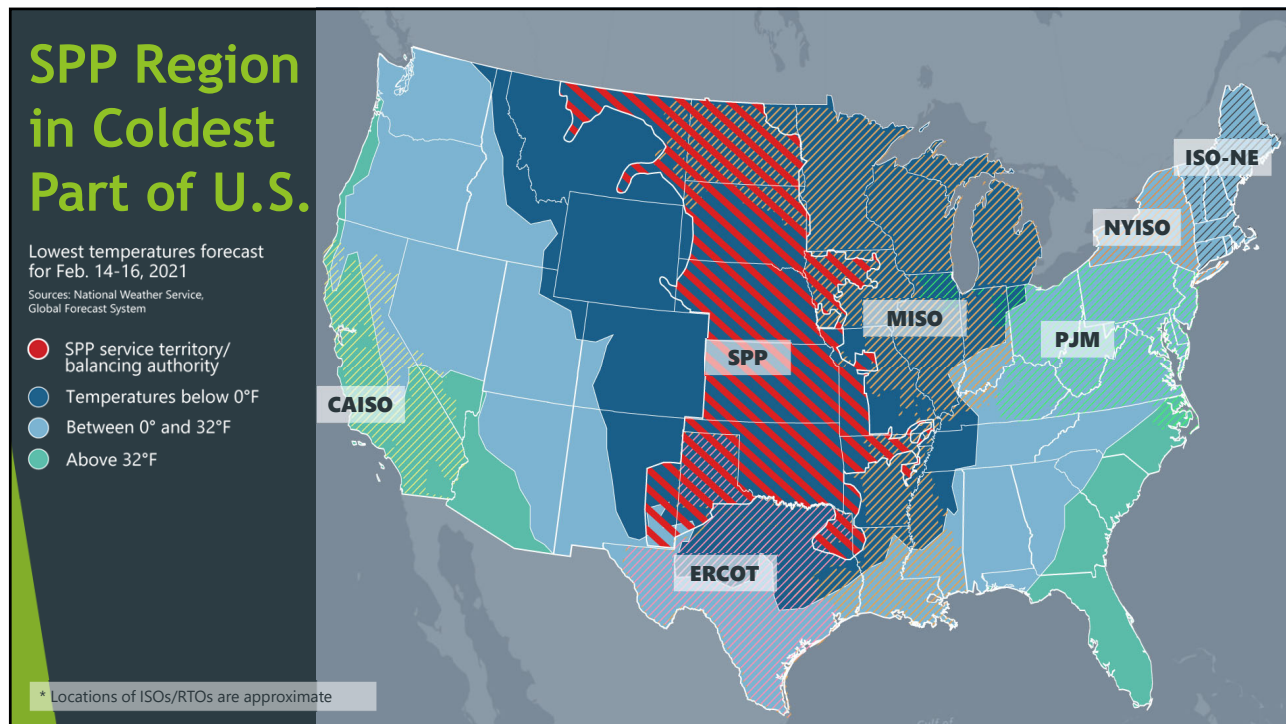 SPP Region
in Coldest
Part of U.S.
Lowest temperatures forecast
for Feb. 14-16, 2021
Sources: National Weather Service,
Global Forecast System
SPP service territory/
balancing authority
Temperatures below 0°F
Between 0° and 32°F
Above 32°F
* Locations of ISOs/RTOs are approximate
ISO-NE
NYISO
MISO
PJM
SPP
CAISO
ERCOT
Gulf of